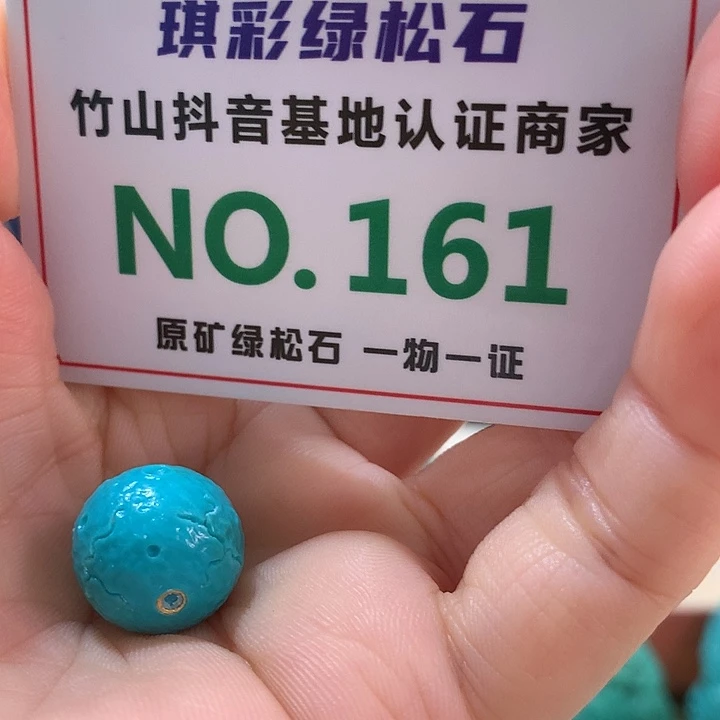 琪彩绿松石
竹山抖音基地认证商家
NO.161
原矿绿松石 一物一证